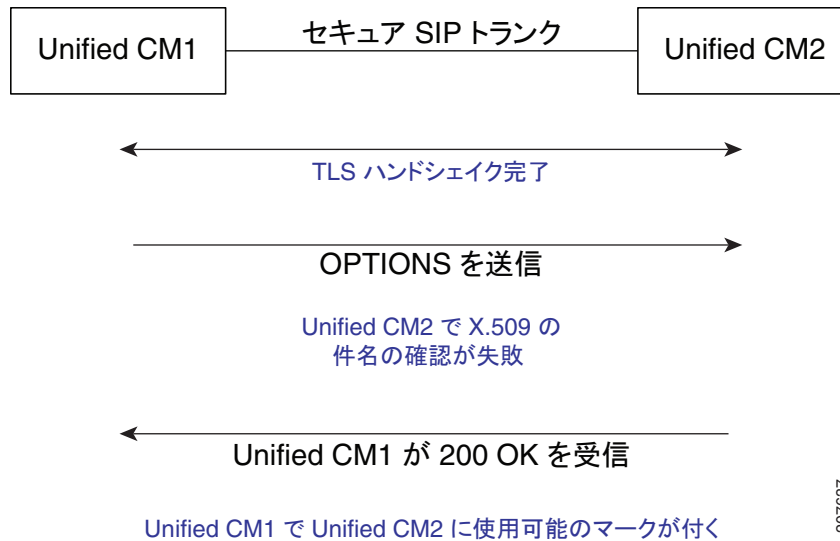 Unified CM1
セキュア SIP トランク
Unified CM2
TLS ハンドシェイク完了
OPTIONS を送信
Unified CM2 で X.509 の
件名の確認が失敗
Unified CM1 が 200 OK を受信
Unified CM1 で Unified CM2 に使用可能のマークが付く